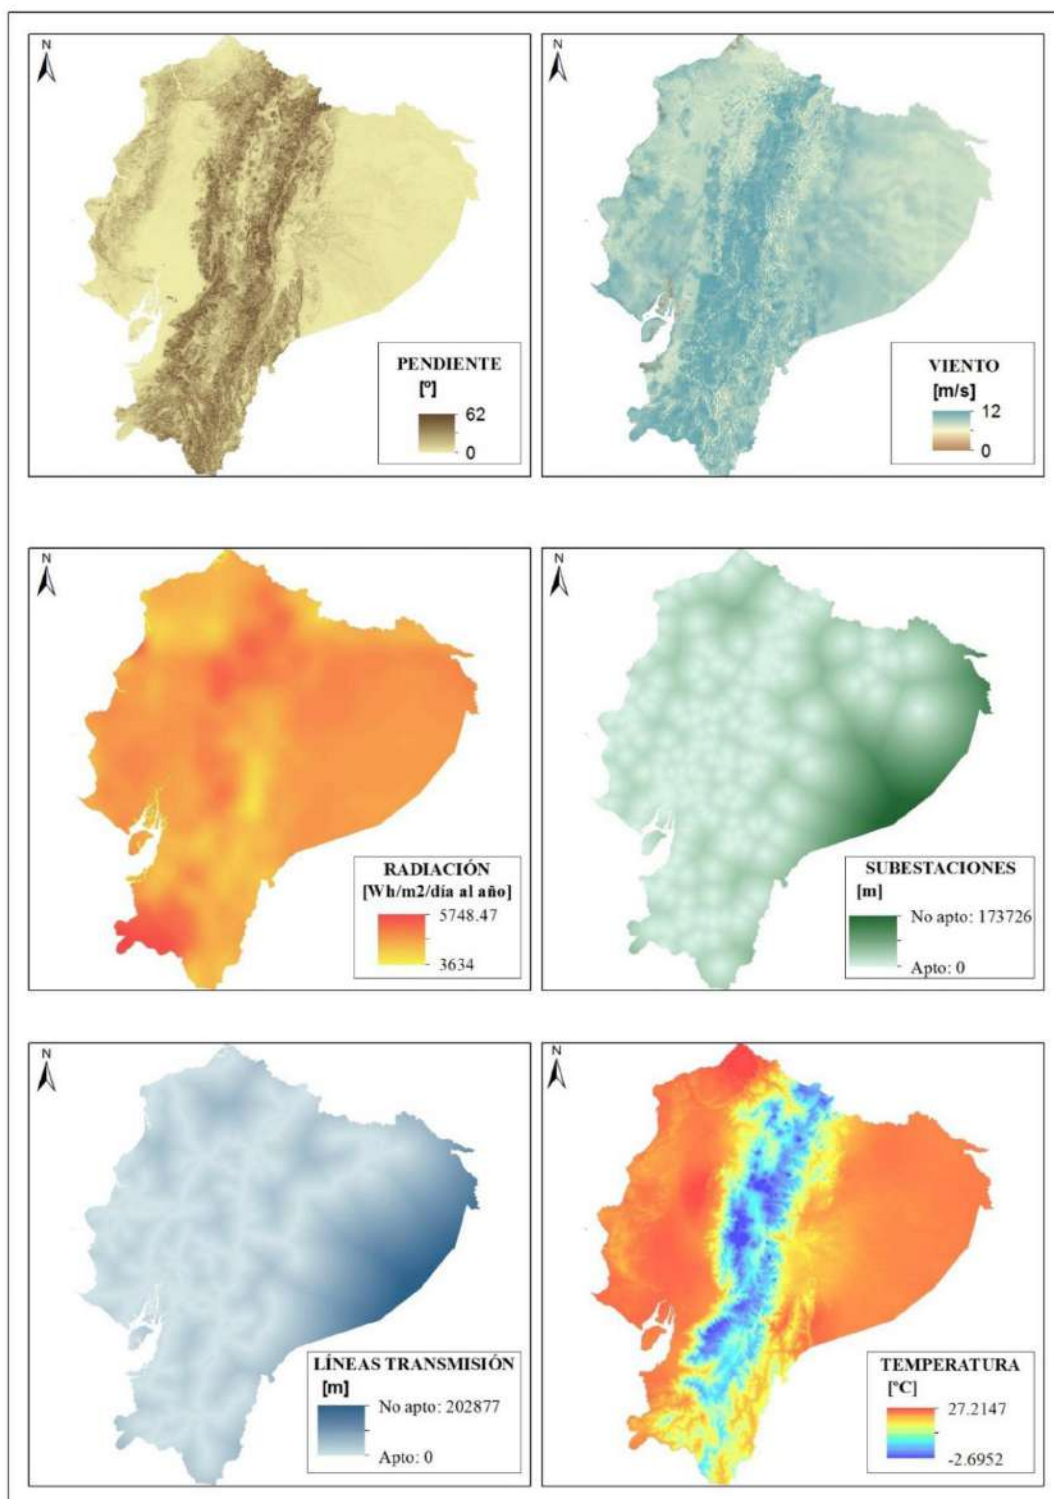 N
PENDIENTE
[º]
62
0
N
VIENTO
[m/s]
12
0
N
RADIACIÓN
[Wh/m2/día al año]
5748.47
3634
N
SUBESTACIONES
[m]
No apto: 173726
Apto: 0
N
LÍNEAS TRANSMISIÓN
[m]
No apto: 202877
Apto: 0
N
TEMPERATURA
[ºC]
27.2147
-2.6952